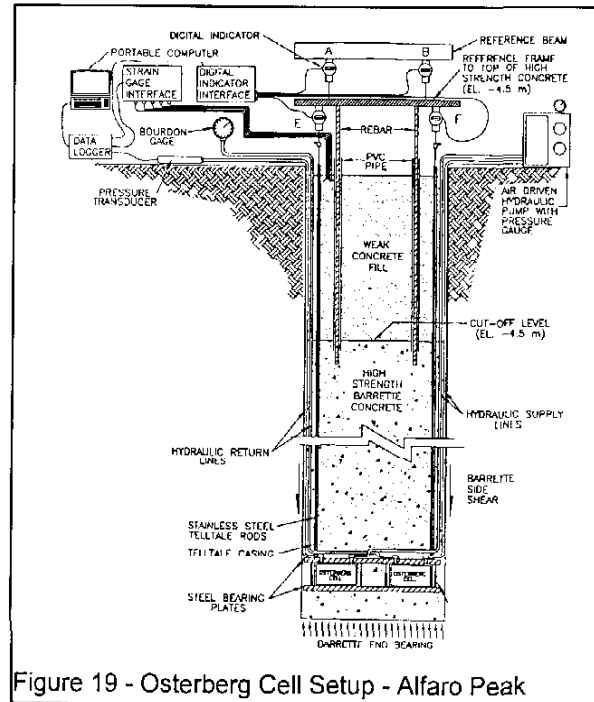 DIGITAL INDICATOR
A
B
REFERENCE BEAM
PORTABLE COMPUTER
REFERENCE FRAME
TO TOP OF HIGH
STRENGTH CONCRETE
(EL. -4.5 m)
STRAIN
GAGE
INTERFACE
DIGITAL
INDICATOR
INTERFACE
E
F
BOURDON
GAGE
REBAR
DATA
LOGGER
PVC
PIPE
PRESSURE
TRANSDUCER
AIR DRIVEN
HYDRAULIC
PUMP WITH
PRESSURE
GAUGE
WEAK
CONCRETE
FILL
CUT-OFF LEVEL
(EL. -4.5 m)
HIGH
STRENGTH
BARRETTE
CONCRETE
HYDRAULIC SUPPLY
LINES
HYDRAULIC RETURN
LINES
BARRETTE
SIDE
SHEAR
STAINLESS STEEL
TELLTALE RODS
TELLTALE CASING
OSTERBERG
CELL
OSTERBERG
CELL
STEEL BEARING
PLATES
BARRETTE END BEARING
Figure 19 - Osterberg Cell Setup - Alfaro Peak